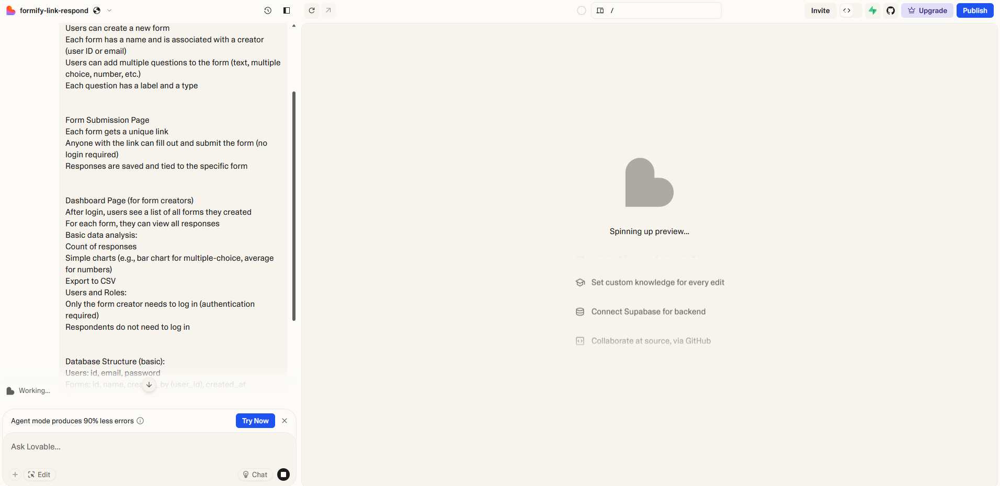 formify-link-respond
/
Invite
Upgrade
Publish
Users can create a new form
Each form has a name and is associated with a creator
(user ID or email)
Users can add multiple questions to the form (text, multiple
choice, number, etc.)
Each question has a label and a type
Form Submission Page
Each form gets a unique link
Anyone with the link can fill out and submit the form (no
login required)
Responses are saved and tied to the specific form
Dashboard Page (for form creators)
After login, users see a list of all forms they created
For each form, they can view all responses
Basic data analysis:
Count of responses
Simple charts (e.g., bar chart for multiple-choice, average
for numbers)
Export to CSV
Users and Roles:
Only the form creator needs to log in (authentication
required)
Respondents do not need to log in
Database Structure (basic):
Users: id, email, password
Forms: id, name, by (user_id), created_at
Working...
Agent mode produces 90% less errors
Try Now
Ask Lovable...
Edit
Chat
Spinning up preview...
Set custom knowledge for every edit
Connect Supabase for backend
Collaborate at source, via GitHub